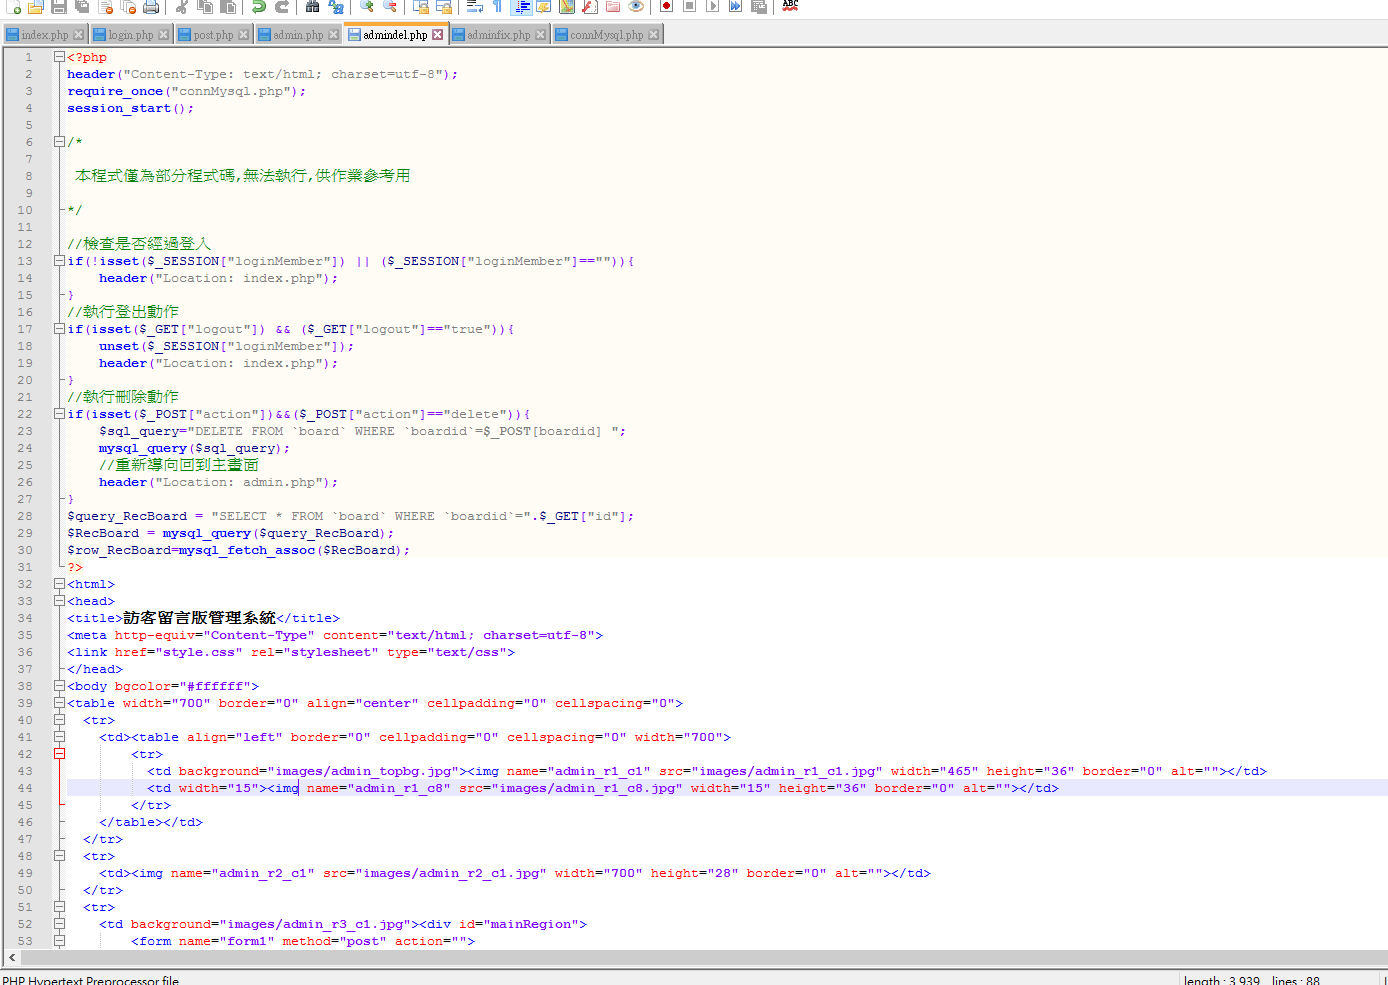 ABC
index.php
login.php
post.php
admin.php
admindel.php
adminfix.php
connMysql.php
1 <?php
2 header("Content-Type: text/html; charset=utf-8");
3 require_once("connMysql.php");
4 session_start();
5
6 /*
7
8 本程式僅為部分程式碼,無法執行,供作業參考用
9
10 */
11
12 //檢查是否經過登入
13 if(!isset($_SESSION["loginMember"]) || ($_SESSION["loginMember"]=="")){
14 header("Location: index.php");
15 }
16 //執行登出動作
17 if(isset($_GET["logout"]) && ($_GET["logout"]=="true")){
18 unset($_SESSION["loginMember"]);
19 header("Location: index.php");
20 }
21 //執行刪除動作
22 if(isset($_POST["action"])&&($_POST["action"]=="delete")){
23 $sql_query="DELETE FROM `board` WHERE `boardid`=$_POST[boardid] ";
24 mysql_query($sql_query);
25 //重新導向回到主畫面
26 header("Location: admin.php");
27 }
28 $query_RecBoard = "SELECT * FROM `board` WHERE `boardid`=".$_GET["id"];
29 $RecBoard = mysql_query($query_RecBoard);
30 $row_RecBoard=mysql_fetch_assoc($RecBoard);
31 ?>
32 <html>
33 <head>
34 <title>訪客留言版管理系統</title>
35 <meta http-equiv="Content-Type" content="text/html; charset=utf-8">
36 <link href="style.css" rel="stylesheet" type="text/css">
37 </head>
38 <body bgcolor="#ffffff">
39 <table width="700" border="0" align="center" cellpadding="0" cellspacing="0">
40 <tr>
41 <td><table align="left" border="0" cellpadding="0" cellspacing="0" width="700">
42 <tr>
43 <td background="images/admin_topbg.jpg"><img name="admin_r1_c1" src="images/admin_r1_c1.jpg" width="465" height="36" border="0" alt=""></td>
44 <td width="15"><img name="admin_r1_c8" src="images/admin_r1_c8.jpg" width="15" height="36" border="0" alt=""></td>
45 </tr>
46 </table></td>
47 </tr>
48 <tr>
49 <td><img name="admin_r2_c1" src="images/admin_r2_c1.jpg" width="700" height="28" border="0" alt=""></td>
50 </tr>
51 <tr>
52 <td background="images/admin_r3_c1.jpg"><div id="mainRegion">
53 <form name="form1" method="post" action="">
PHP Hypertext Preprocessor file
length : 3,939 lines : 88